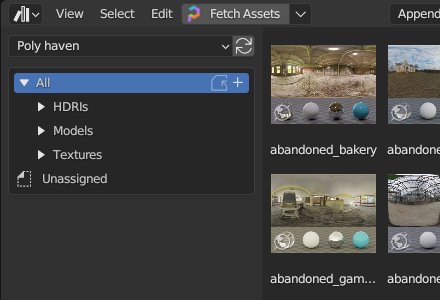 View Select Edit Fetch Assets Append
Poly haven
All
HDRIs
Models
Textures
Unassigned
abandoned_bakery abandone
abandoned_gam... abandone